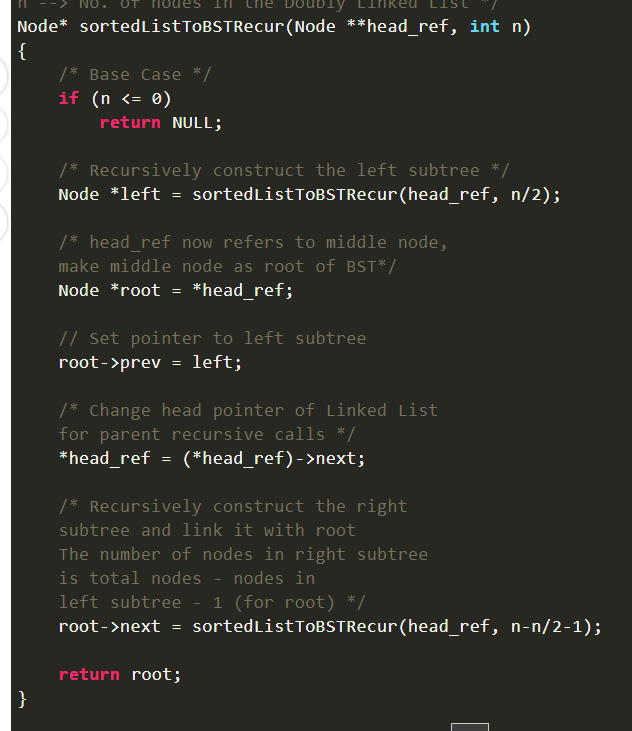 n --> No. of nodes in the Doubly Linked List */
Node* sortedListToBSTRecur(Node **head_ref, int n)
{
    /* Base Case */
    if (n <= 0)
        return NULL;

    /* Recursively construct the left subtree */
    Node *left = sortedListToBSTRecur(head_ref, n/2);

    /* head_ref now refers to middle node,
    make middle node as root of BST*/
    Node *root = *head_ref;

    // Set pointer to left subtree
    root->prev = left;

    /* Change head pointer of Linked List
    for parent recursive calls */
    *head_ref = (*head_ref)->next;

    /* Recursively construct the right
    subtree and link it with root
    The number of nodes in right subtree
    is total nodes - nodes in
    left subtree - 1 (for root) */
    root->next = sortedListToBSTRecur(head_ref, n-n/2-1);

    return root;
}